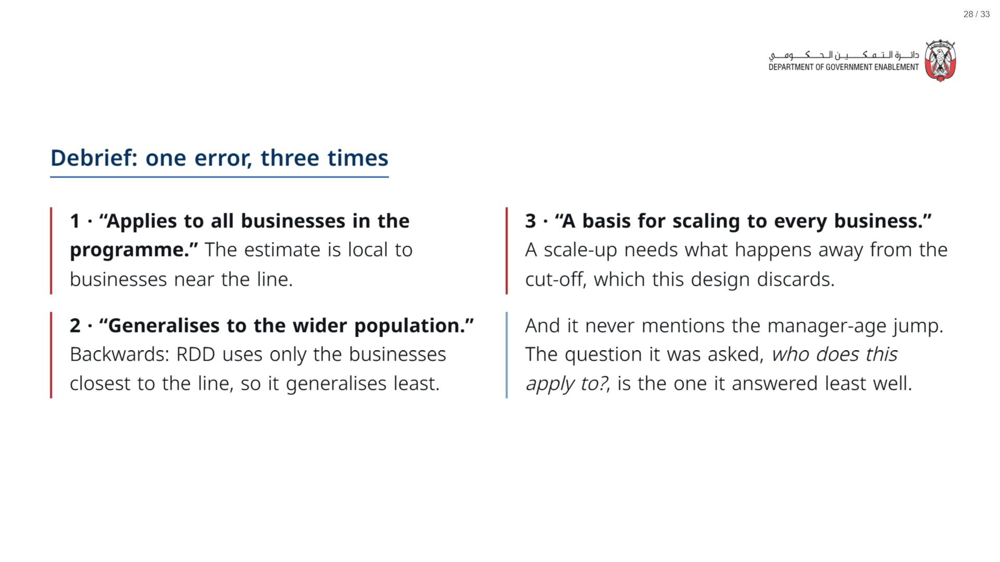 28 / 33
دائرة التمكين الحكومي
DEPARTMENT OF GOVERNMENT ENABLEMENT
Debrief: one error, three times
1 · “Applies to all businesses in the
programme.” The estimate is local to
businesses near the line.
2 · “Generalises to the wider population.”
Backwards: RDD uses only the businesses
closest to the line, so it generalises least.
3 · “A basis for scaling to every business.”
A scale-up needs what happens away from the
cut-off, which this design discards.
And it never mentions the manager-age jump.
The question it was asked, who does this
apply to?, is the one it answered least well.